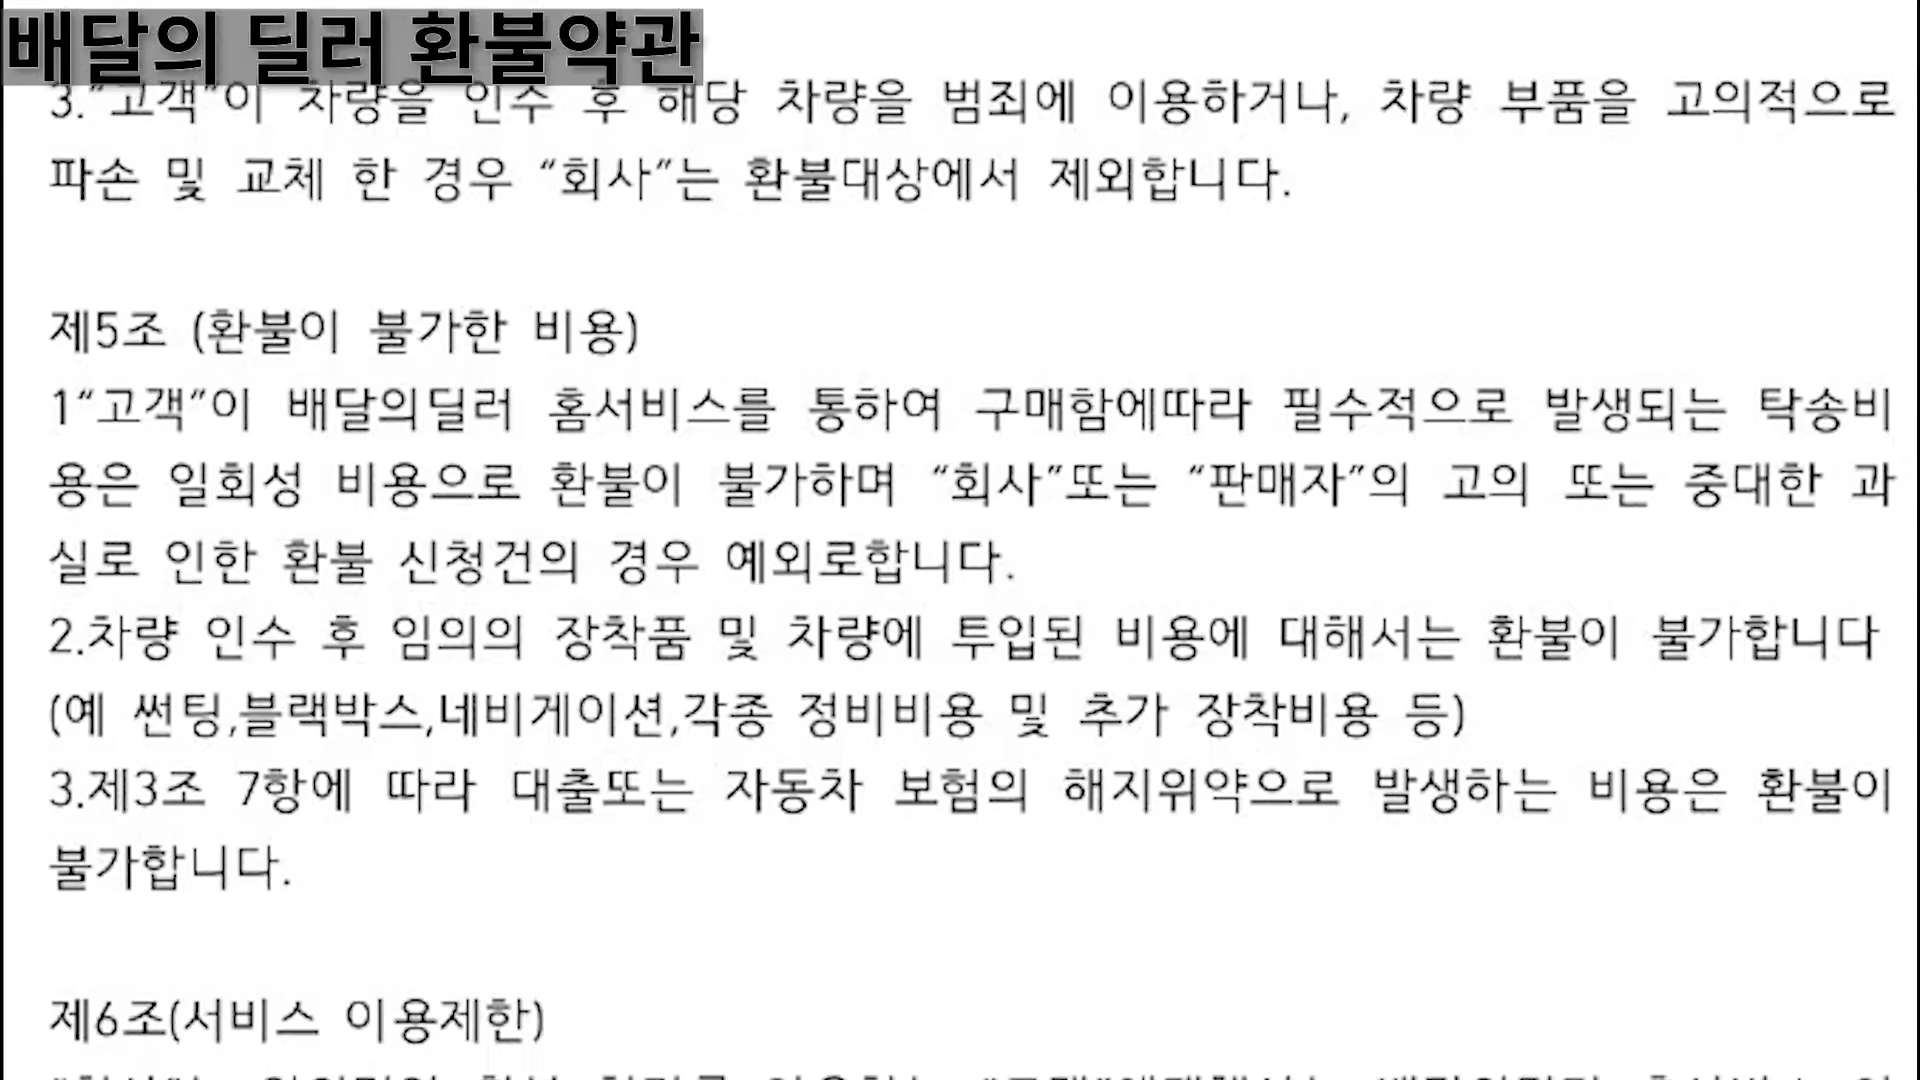 배달의 딜러 환불약관
3.“고객”이 차량을 인수 후 해당 차량을 범죄에 이용하거나, 차량 부품을 고의적으로
파손 및 교체 한 경우 “회사”는 환불대상에서 제외합니다.
제5조 (환불이 불가한 비용)
1“고객”이 배달의딜러 홈서비스를 통하여 구매함에따라 필수적으로 발생되는 탁송비
용은 일회성 비용으로 환불이 불가하며 “회사”또는 “판매자”의 고의 또는 중대한 과
실로 인한 환불 신청건의 경우 예외로합니다.
2.차량 인수 후 임의의 장착품 및 차량에 투입된 비용에 대해서는 환불이 불가합니다
(예 썬팅,블랙박스,네비게이션,각종 정비비용 및 추가 장착비용 등)
3.제3조 7항에 따라 대출또는 자동차 보험의 해지위약으로 발생하는 비용은 환불이
불가합니다.
제6조(서비스 이용제한)